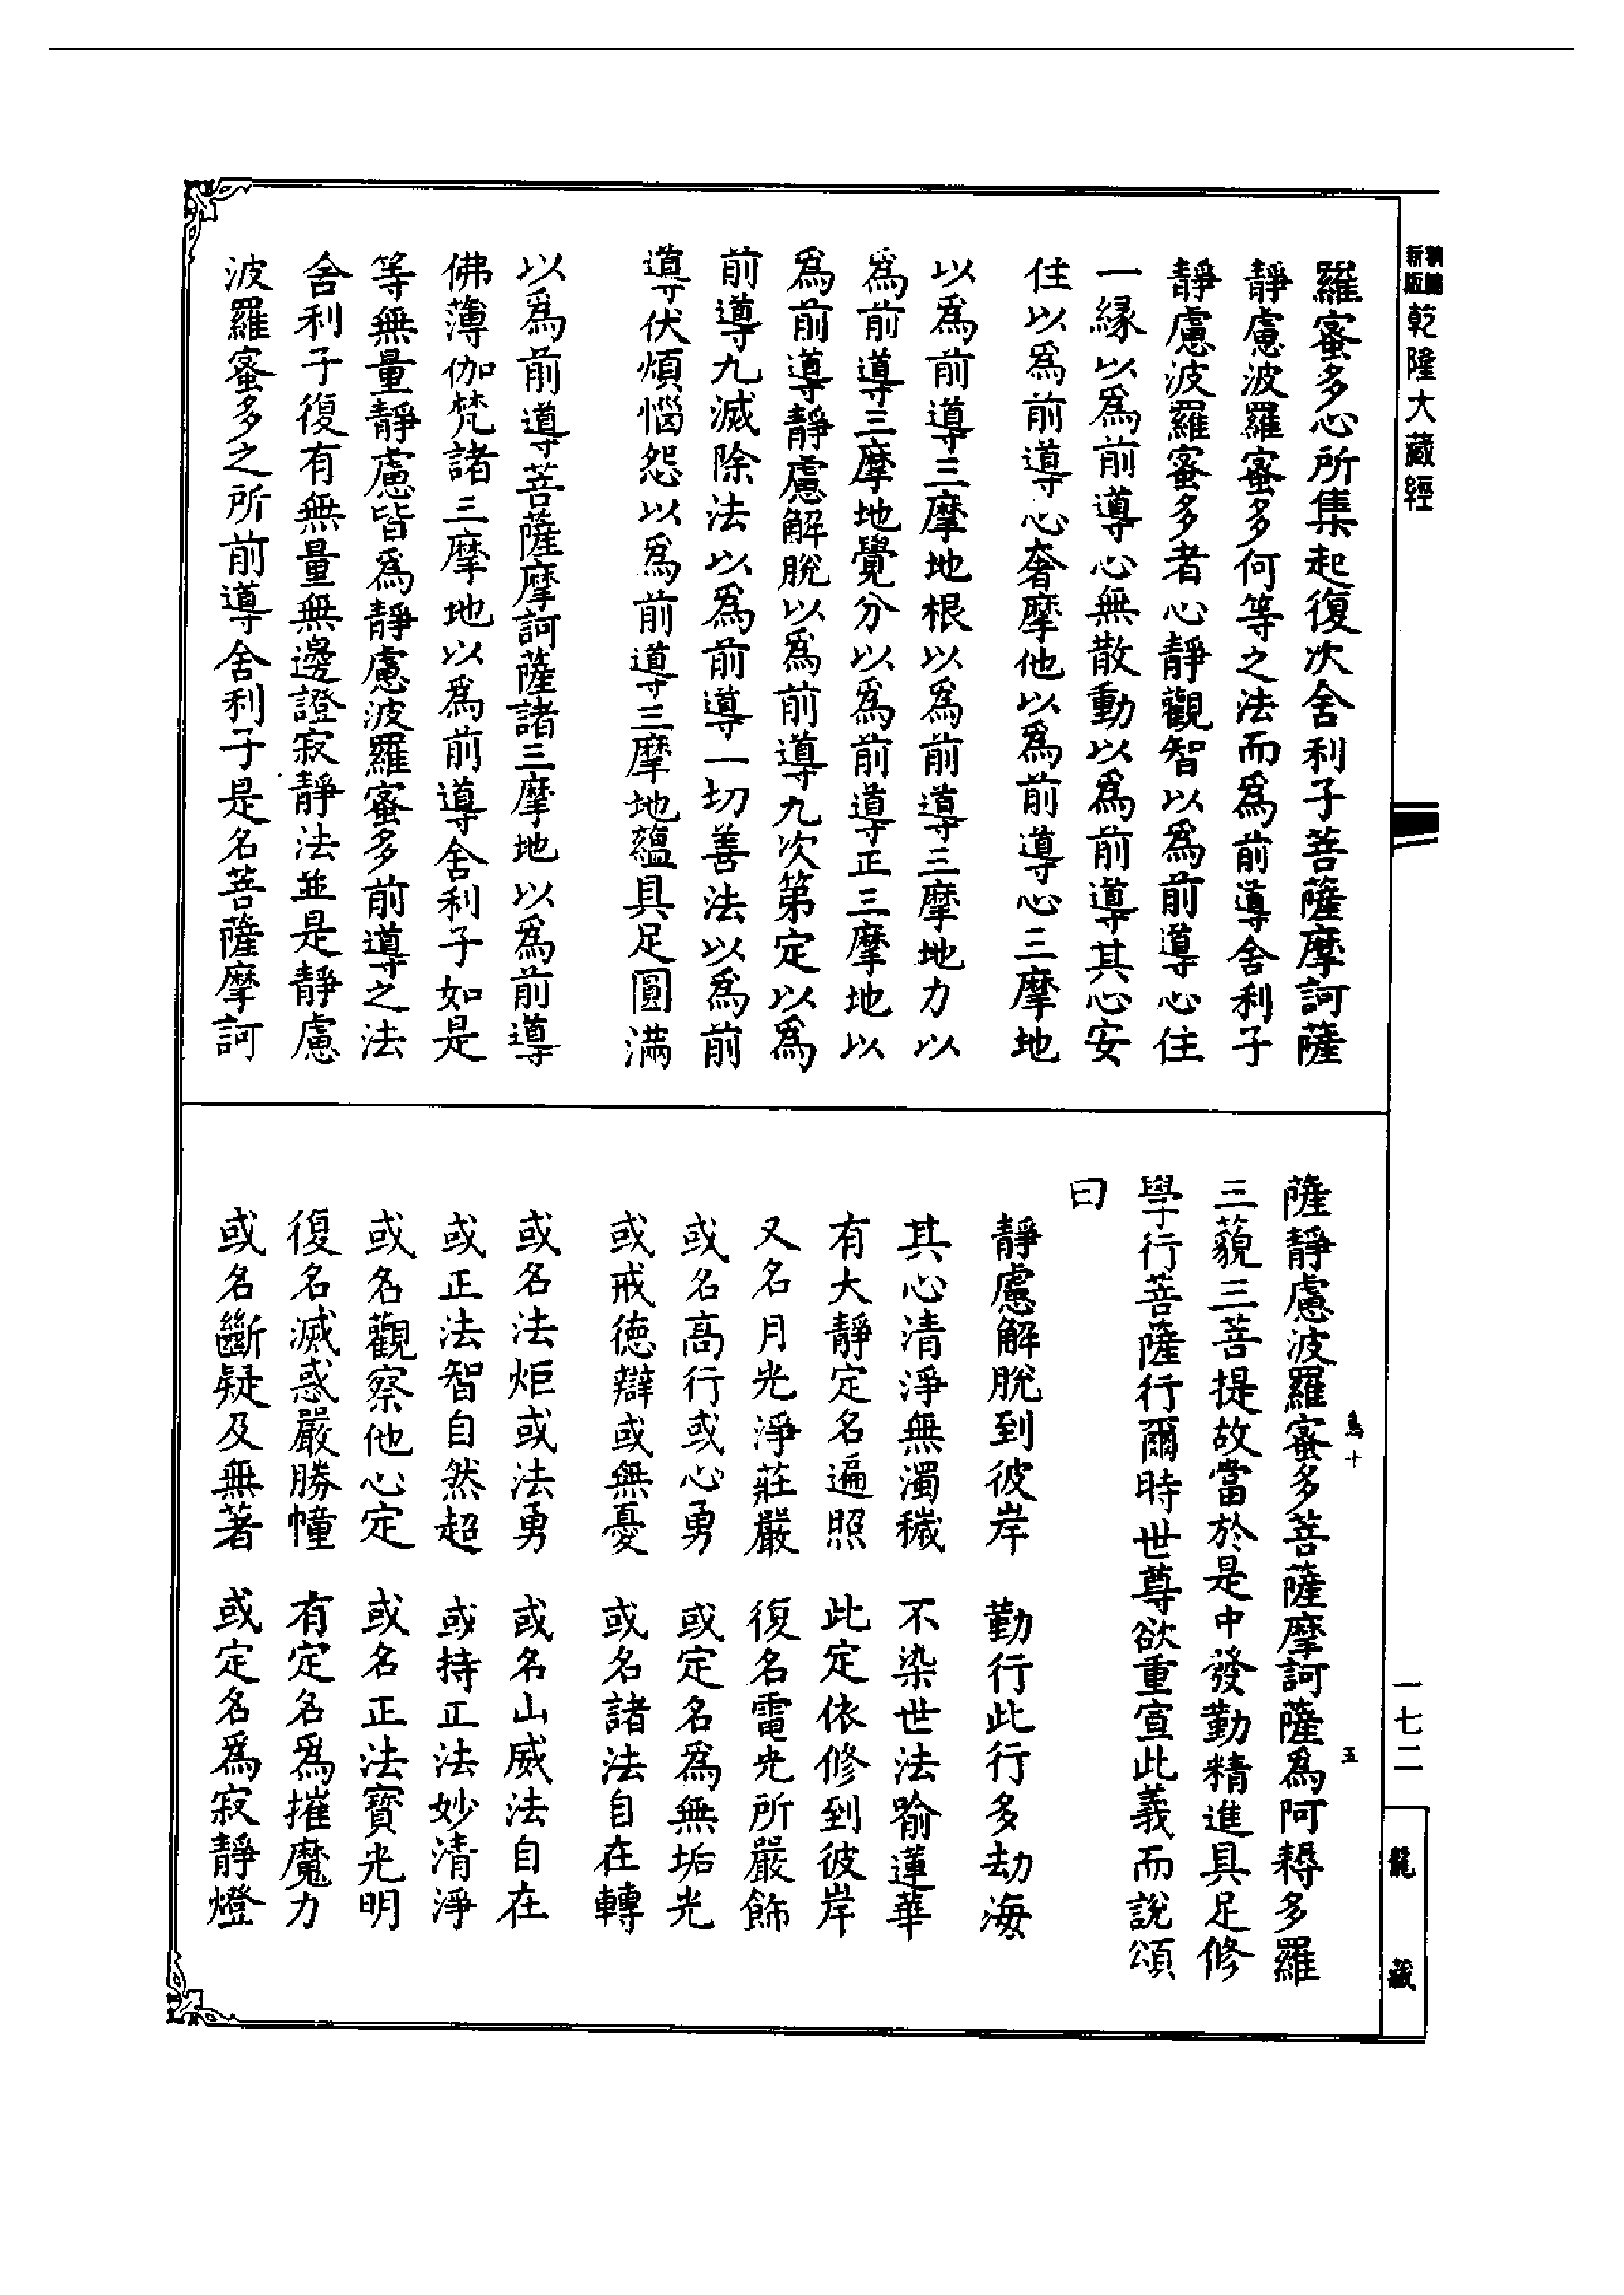 乾隆大藏經
羅蜜多心所集起復次舍利子菩薩摩訶薩
靜慮波羅蜜多何等之法而爲前導舍利子
靜慮波羅蜜多者心靜觀智以爲前導心住
一緣以爲前導心無散動以爲前導其心安
住以爲前導心奢摩他以爲前導心三摩地
以爲前導三摩地根以爲前導三摩地力以
爲前導三摩地覺分以爲前導正三摩地以
爲前導靜慮解脫以爲前導九次第定以爲
前導九滅除法以爲前導一切善法以爲前
導伏煩惱怨以爲前導三摩地蘊具足圓滿
以爲前導菩薩摩訶薩諸三摩地以爲前導
佛薄伽梵諸三摩地以爲前導舍利子如是
等無量靜慮皆爲靜慮波羅蜜多前導之法
舍利子復有無量無邊證寂靜法並是靜慮
波羅蜜多之所前導舍利子是名菩薩摩訶
薩靜慮波羅蜜多菩薩摩訶薩爲阿耨多羅
三藐三菩提故當於是中發勤精進具足修
學行菩薩行爾時世尊欲重宣此義而說頌
曰
靜慮解脫到彼岸　勤行此行多劫海
其心清淨無濁穢　不染世法喻蓮華
有大靜定名遍照　此定依修到彼岸
又名月光淨莊嚴　復名電光所嚴飾
或名高行或心勇　或定名爲無垢光
或戒德辯或無憂　或名諸法自在轉
或名法炬或法勇　或名山威法自在
或正法智自然超　或持正法妙清淨
或名觀察他心定　或名正法寶光明
復名滅惑嚴勝幢　有定名爲摧魔力
或名斷疑及無著　或定名爲寂靜燈
十
五
一七二
龍藏